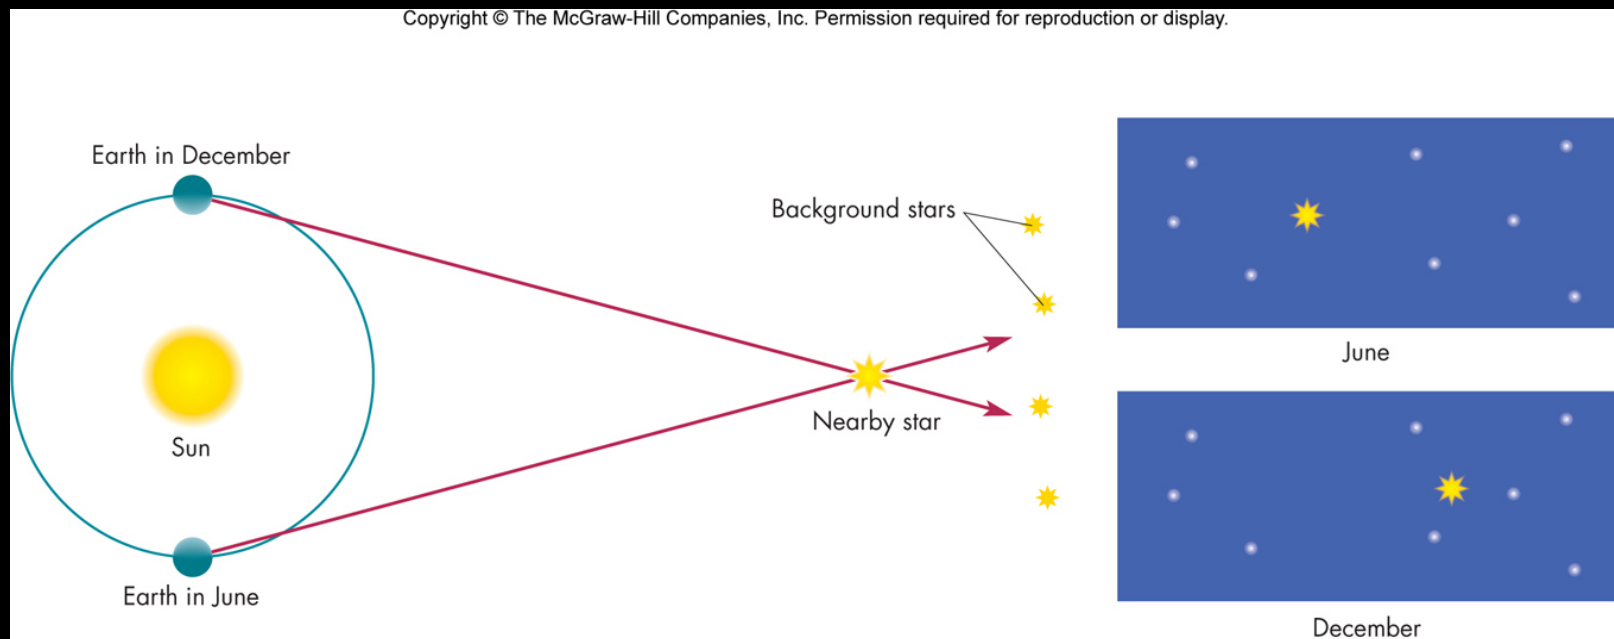 Copyright © The McGraw-Hill Companies, Inc. Permission required for reproduction or display.
Earth in December
Background stars
June
Nearby star
Sun
Earth in June
December